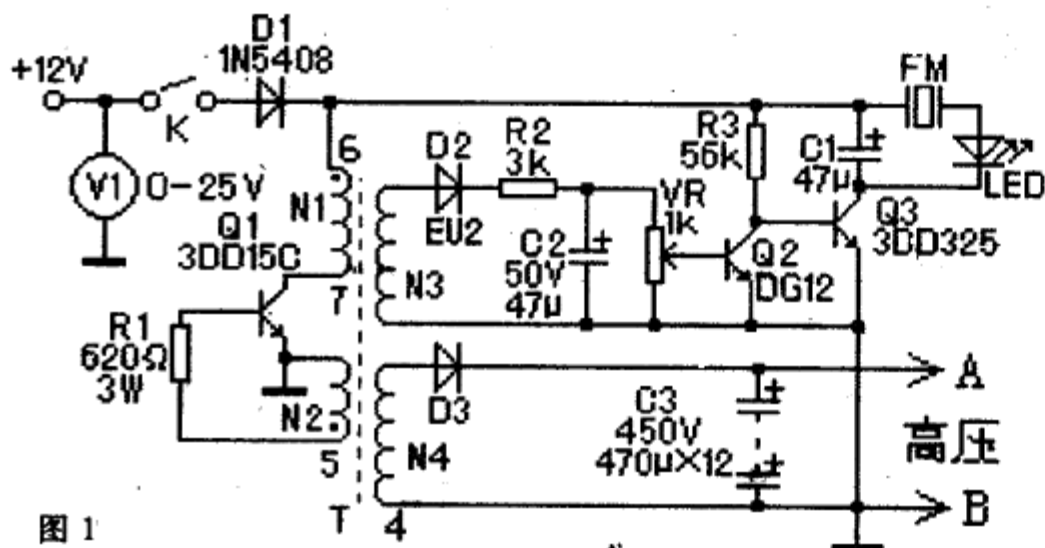 +12V
K
D1
1N5408
V1
0-25V
Q1
3DD15C
R1
620Ω
3W
6
N1
7
N2
5
T
D2
EU2
R2
3k
N3
C2
50V
47μ
VR
1k
R3
56k
Q2
DG12
C1
47μ
FM
LED
Q3
3DD325
D3
N4
4
C3
450V
470μ×12
A
高压
B
图 1